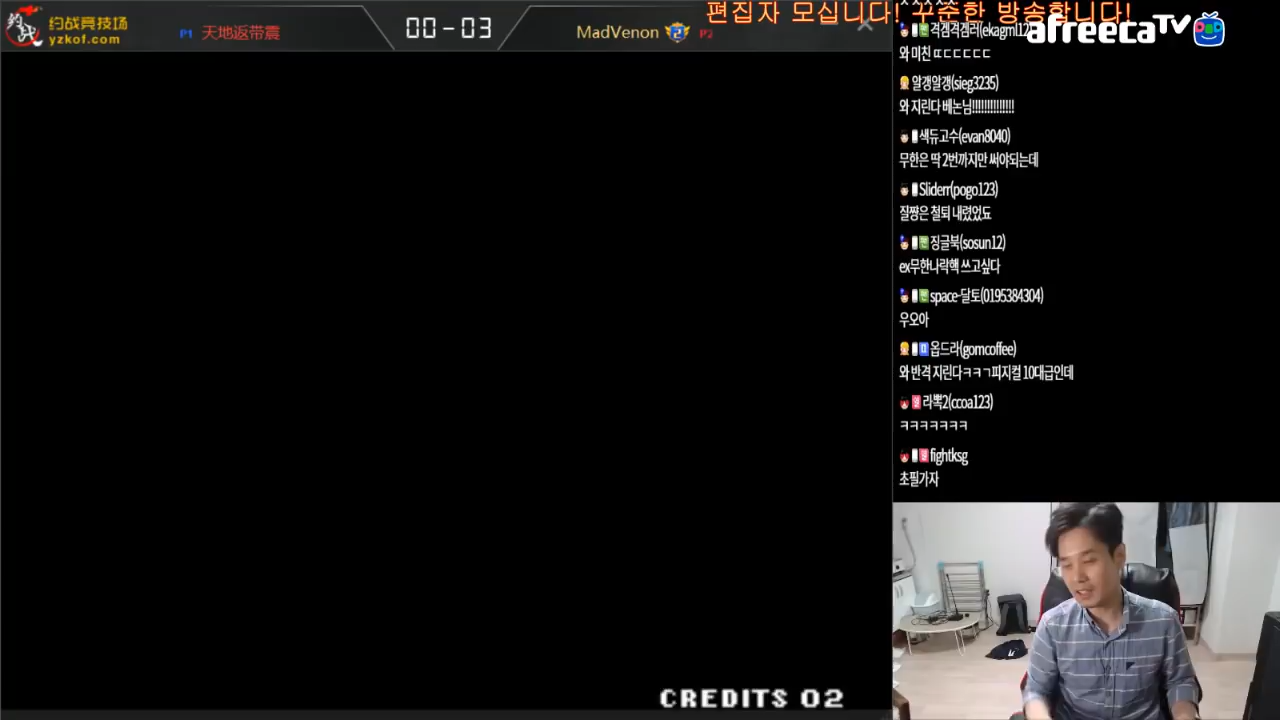 约战竞技场
yzkof.com
P1 天地返带震
00-03
MadVenon 2 P2
편집자 모십니다! 꾸준한 방송합니다!
afreecaTV
격겜격겜러(ekagml12
와 미친 ㄸㄷㄷㄷㄷㄷ
알갱알갱(sieg3235)
와 지린다 베논님!!!!!!!!!!!!!!
색듀고수(evan8040)
무한은 딱 2번까지만 써야되는데
Sliderr(pogo123)
질쨩은 철퇴 내렸었됴
징글북(sosun12)
ex무한나락핵 쓰고싶다
space-달토(0195384304)
우오아
옵드라(gomcoffee)
와 반격 지린다ㅋㅋㄱ피지컬 10대급인데
라뽁2(ccoa123)
ㅋㅋㅋㅋㅋㅋㅋ
fightksg
초필가자
CREDITS 02